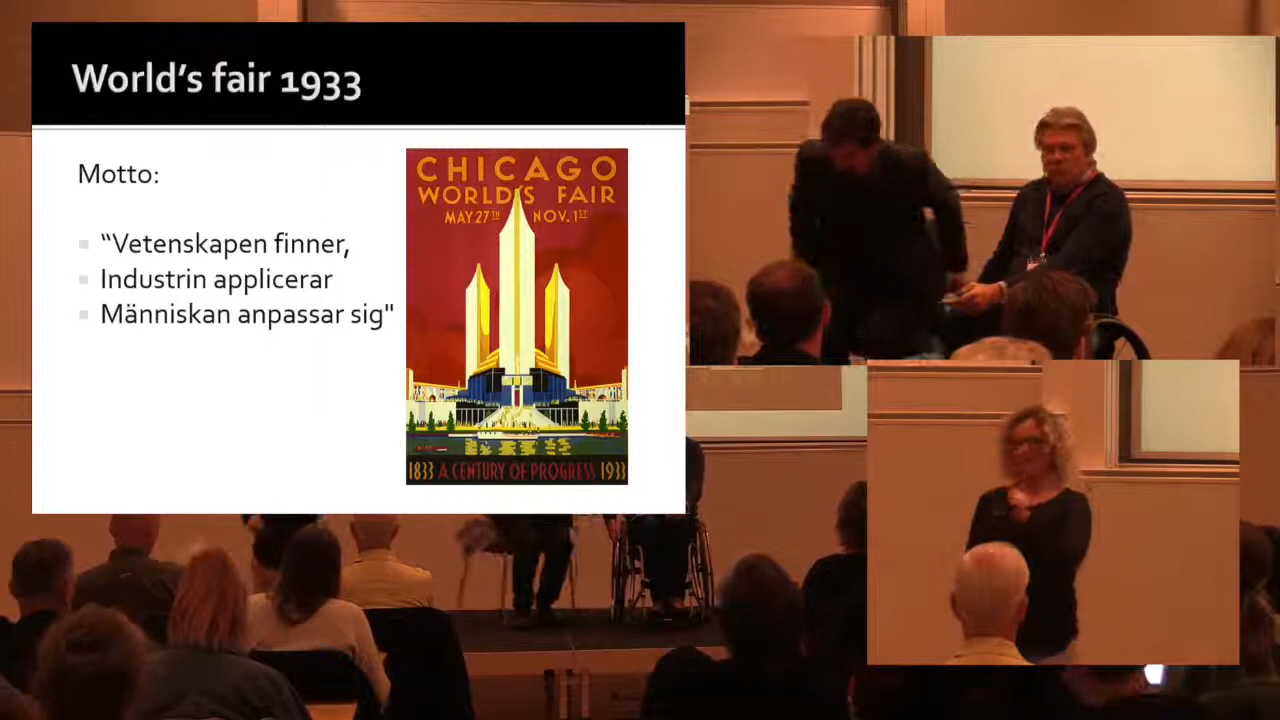 World's fair 1933
Motto:
“Vetenskapen finner,
Industrin applicerar
Människan anpassar sig"
CHICAGO
WORLD'S FAIR
MAY 27TH NOV. 1ST
1833 A CENTURY OF PROGRESS 1933